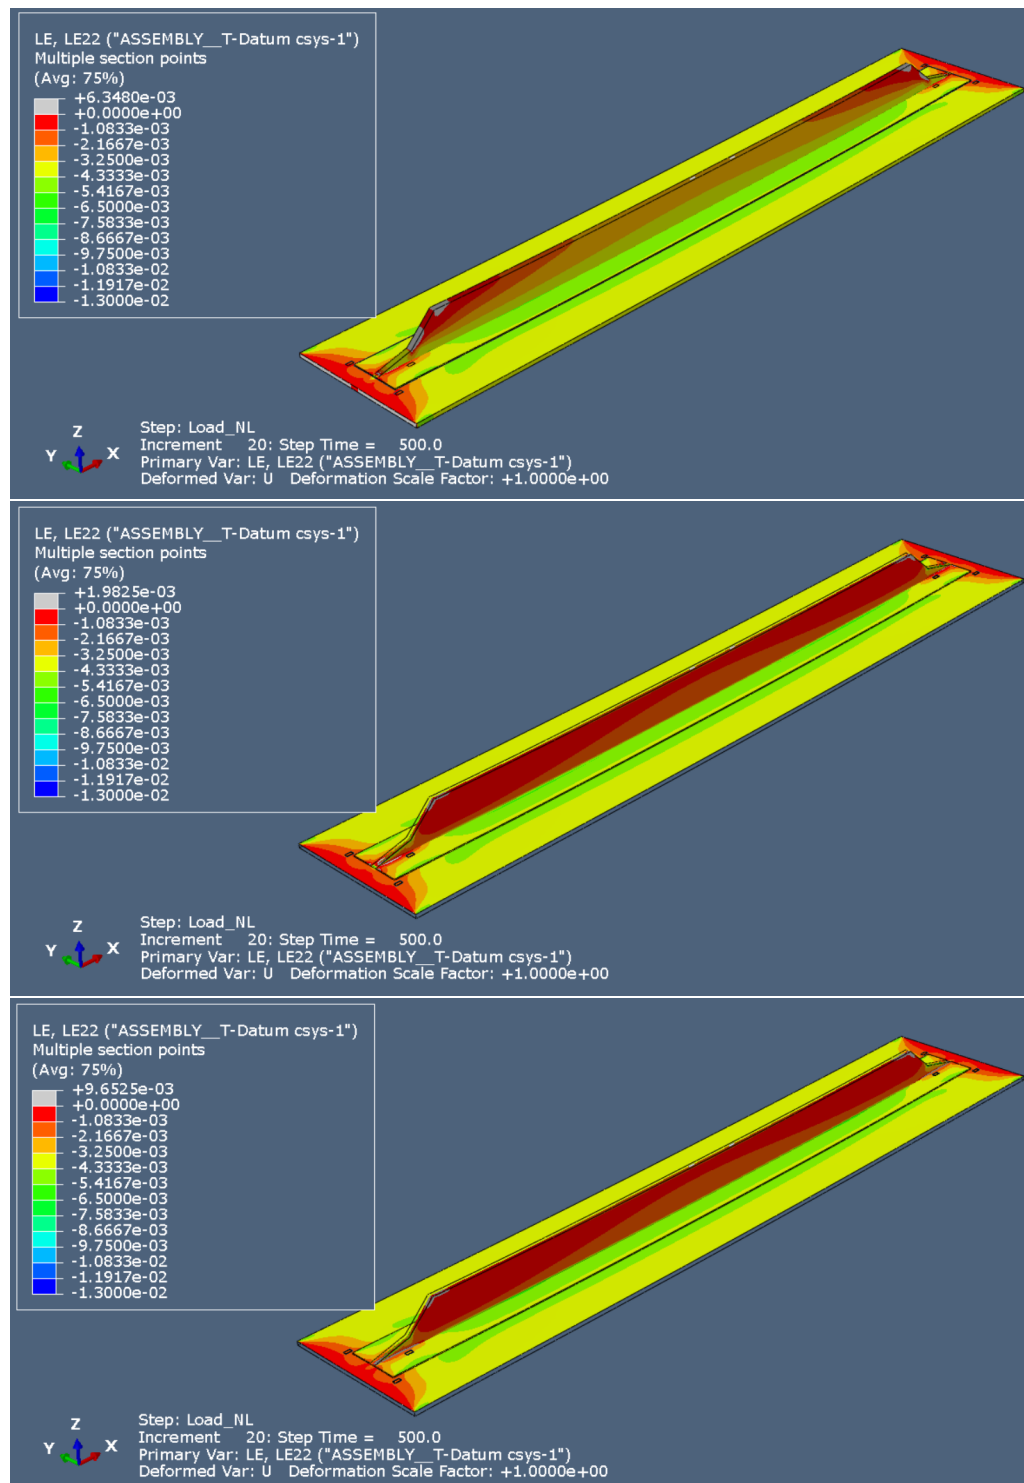 LE, LE22 ("ASSEMBLY__T-Datum csys-1")
Multiple section points
(Avg: 75%)
+6.3480e-03
+0.0000e+00
-1.0833e-03
-2.1667e-03
-3.2500e-03
-4.3333e-03
-5.4167e-03
-6.5000e-03
-7.5833e-03
-8.6667e-03
-9.7500e-03
-1.0833e-02
-1.1917e-02
-1.3000e-02
Z
Y
X
Step: Load_NL
Increment 20: Step Time = 500.0
Primary Var: LE, LE22 ("ASSEMBLY__T-Datum csys-1")
Deformed Var: U Deformation Scale Factor: +1.0000e+00
LE, LE22 ("ASSEMBLY__T-Datum csys-1")
Multiple section points
(Avg: 75%)
+1.9825e-03
+0.0000e+00
-1.0833e-03
-2.1667e-03
-3.2500e-03
-4.3333e-03
-5.4167e-03
-6.5000e-03
-7.5833e-03
-8.6667e-03
-9.7500e-03
-1.0833e-02
-1.1917e-02
-1.3000e-02
Z
Y
X
Step: Load_NL
Increment 20: Step Time = 500.0
Primary Var: LE, LE22 ("ASSEMBLY__T-Datum csys-1")
Deformed Var: U Deformation Scale Factor: +1.0000e+00
LE, LE22 ("ASSEMBLY__T-Datum csys-1")
Multiple section points
(Avg: 75%)
+9.6525e-03
+0.0000e+00
-1.0833e-03
-2.1667e-03
-3.2500e-03
-4.3333e-03
-5.4167e-03
-6.5000e-03
-7.5833e-03
-8.6667e-03
-9.7500e-03
-1.0833e-02
-1.1917e-02
-1.3000e-02
Z
Y
X
Step: Load_NL
Increment 20: Step Time = 500.0
Primary Var: LE, LE22 ("ASSEMBLY__T-Datum csys-1")
Deformed Var: U Deformation Scale Factor: +1.0000e+00